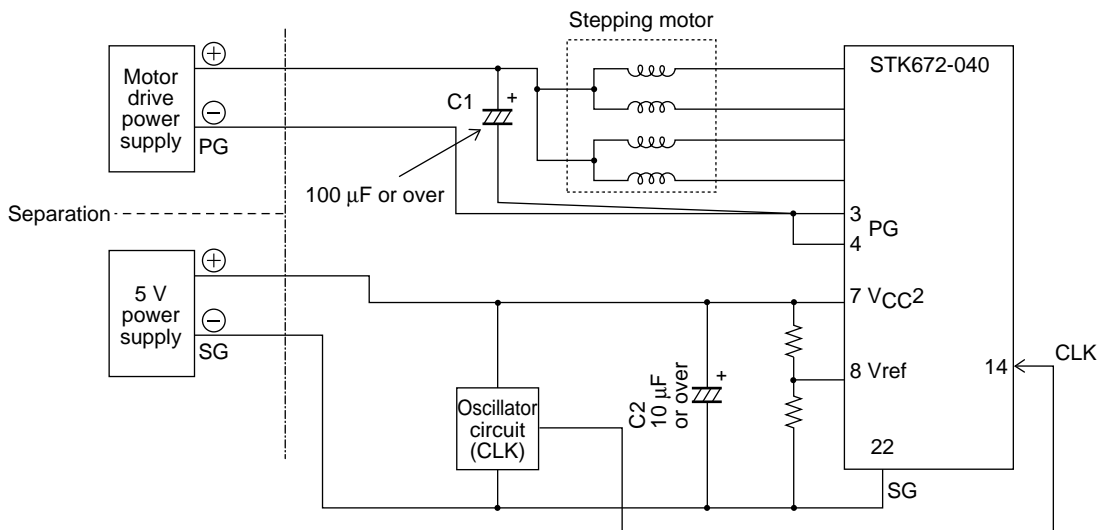 Stepping motor
Motor
drive
power
supply
+
−
PG
C1
+
100 μF or over
STK672-040
3
PG
4
Separation
5 V
power
supply
+
−
SG
Oscillator
circuit
(CLK)
C2
10 μF
or over
+
7 VCC2
8 Vref
14
CLK
22
SG